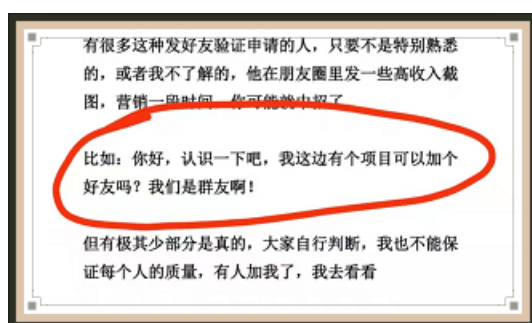 有很多这种发好友验证申请的人，只要不是特别熟悉
的，或者我不了解的，他在朋友圈里发一些高收入截
图，营销一段时间，你可能就中招了
比如：你好，认识一下吧，我这边有个项目可以加个
好友吗？我们是群友啊！
但有极其少部分是真的，大家自行判断，我也不能保
证每个人的质量，有人加我了，我去看看